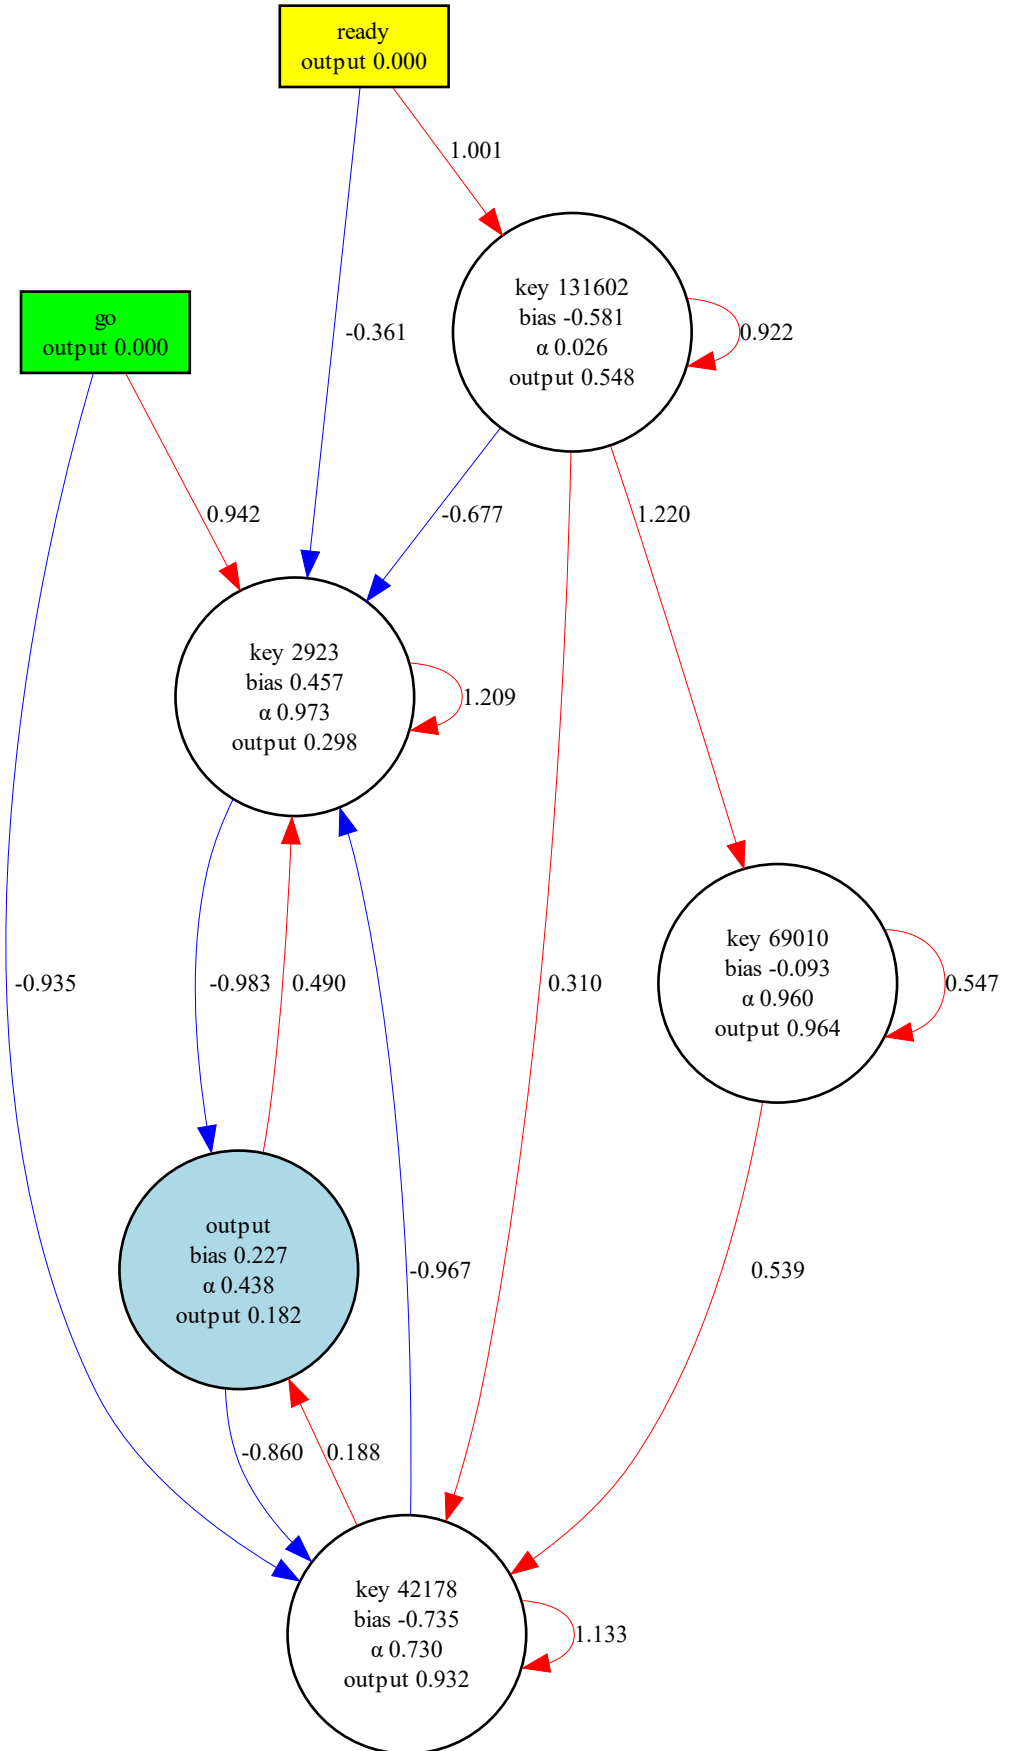 ready
output 0.000
1.001
key 131602
bias -0.581
α 0.026
output 0.548
0.922
go
output 0.000
-0.361
0.942
-0.677
1.220
key 2923
bias 0.457
α 0.973
output 0.298
1.209
key 69010
bias -0.093
α 0.960
output 0.964
0.547
-0.935
-0.983
0.490
0.310
output
bias 0.227
α 0.438
output 0.182
-0.967
0.539
-0.860
0.188
key 42178
bias -0.735
α 0.730
output 0.932
1.133